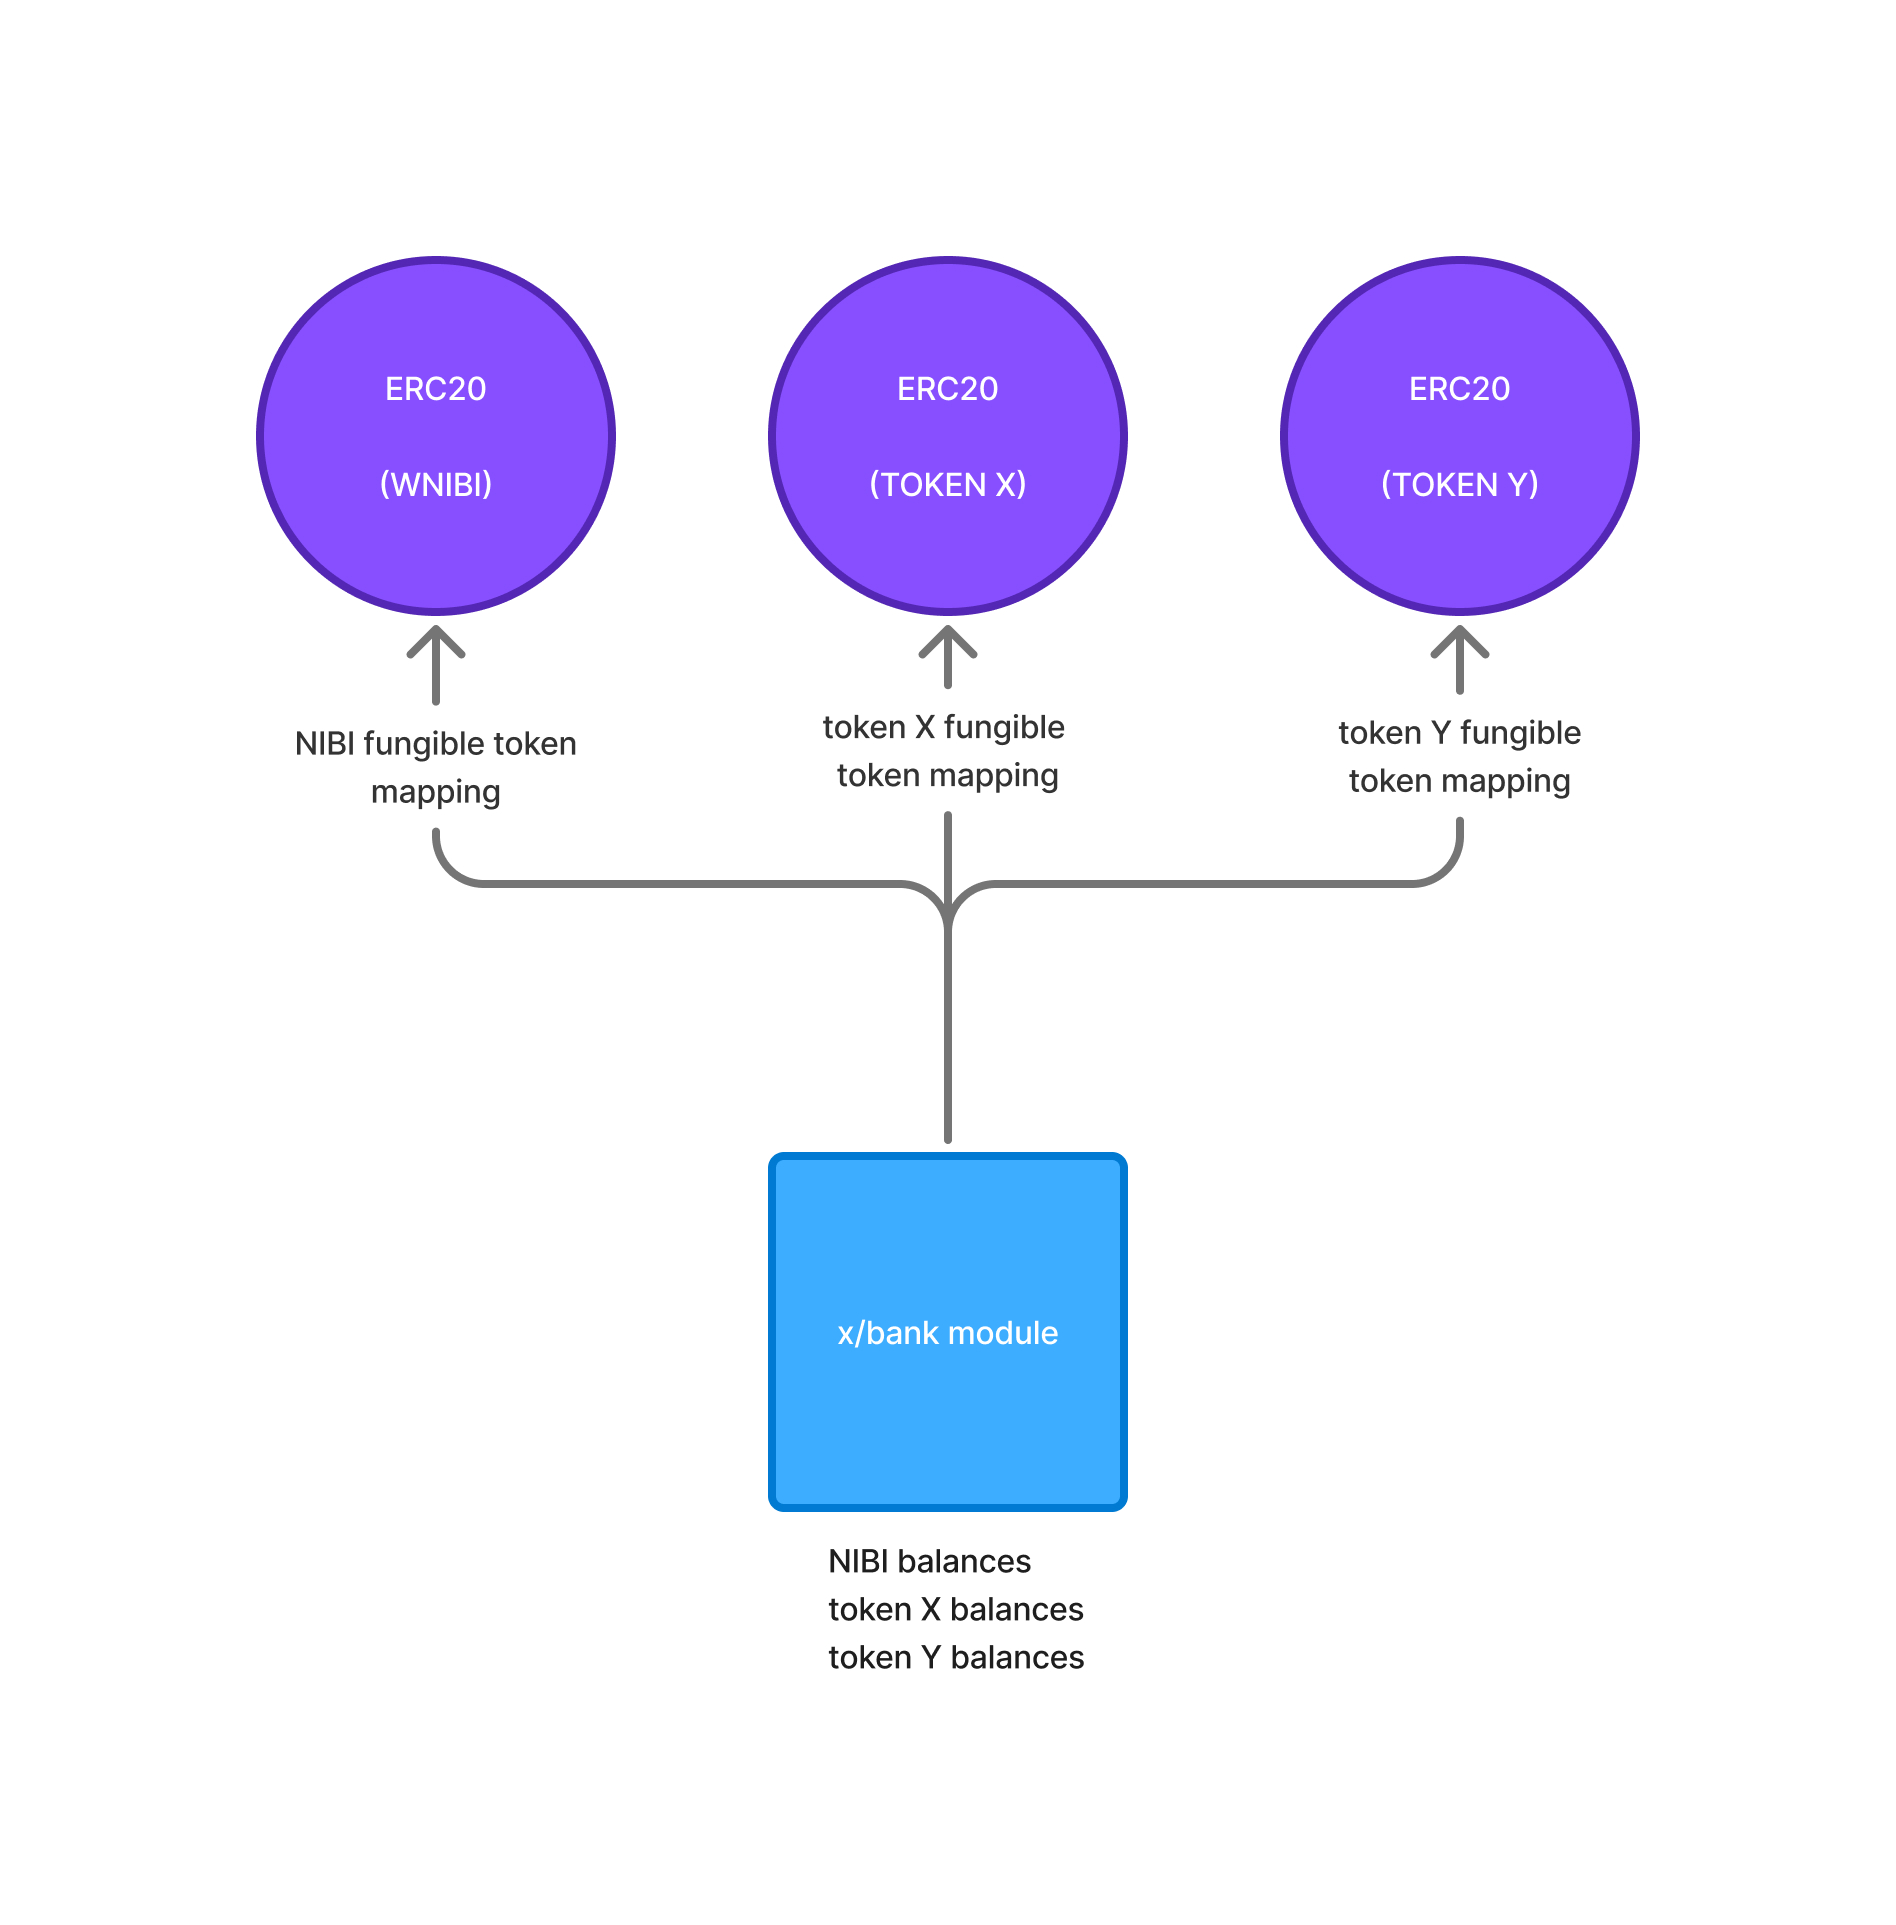 ERC20
(WNIBI)
ERC20
(TOKEN X)
ERC20
(TOKEN Y)
NIBI fungible token
mapping
token X fungible
token mapping
token Y fungible
token mapping
x/bank module
NIBI balances
token X balances
token Y balances